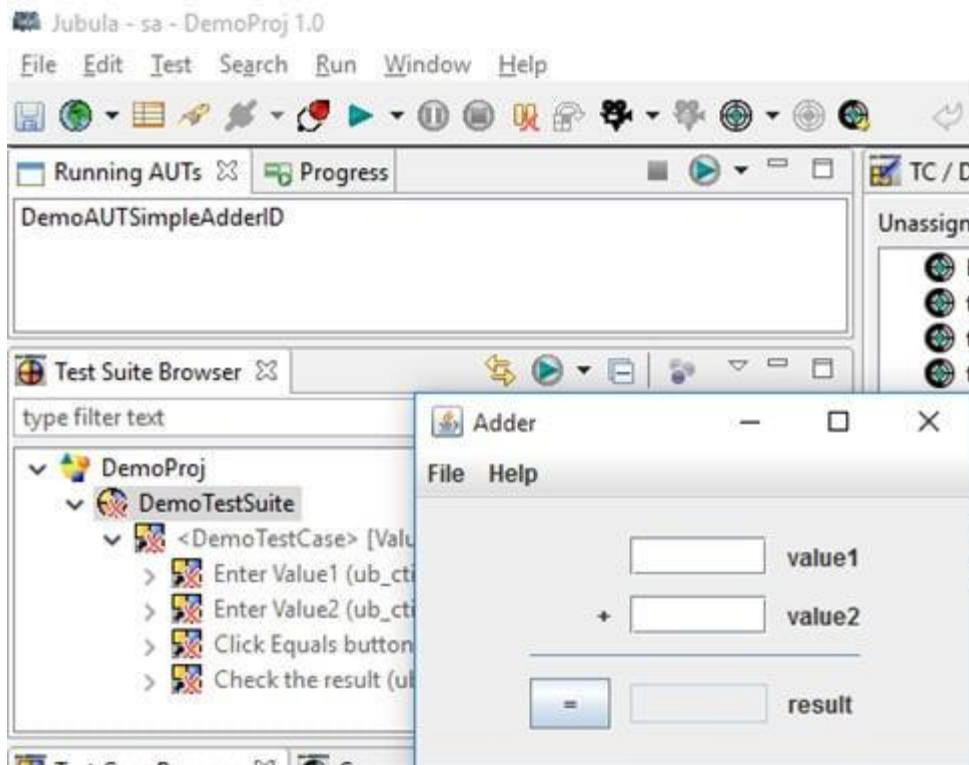 Jubula - sa - DemoProj 1.0
File Edit Test Search Run Window Help
Running AUTs Progress
TC / D
DemoAUTSimpleAdderID
Unassign
Test Suite Browser
type filter text
DemoProj
DemoTestSuite
<DemoTestCase> [Valu
Enter Value1 (ub_cti
Enter Value2 (ub_cti
Click Equals button
Check the result (ul
Adder
File Help
value1
+ value2
= result